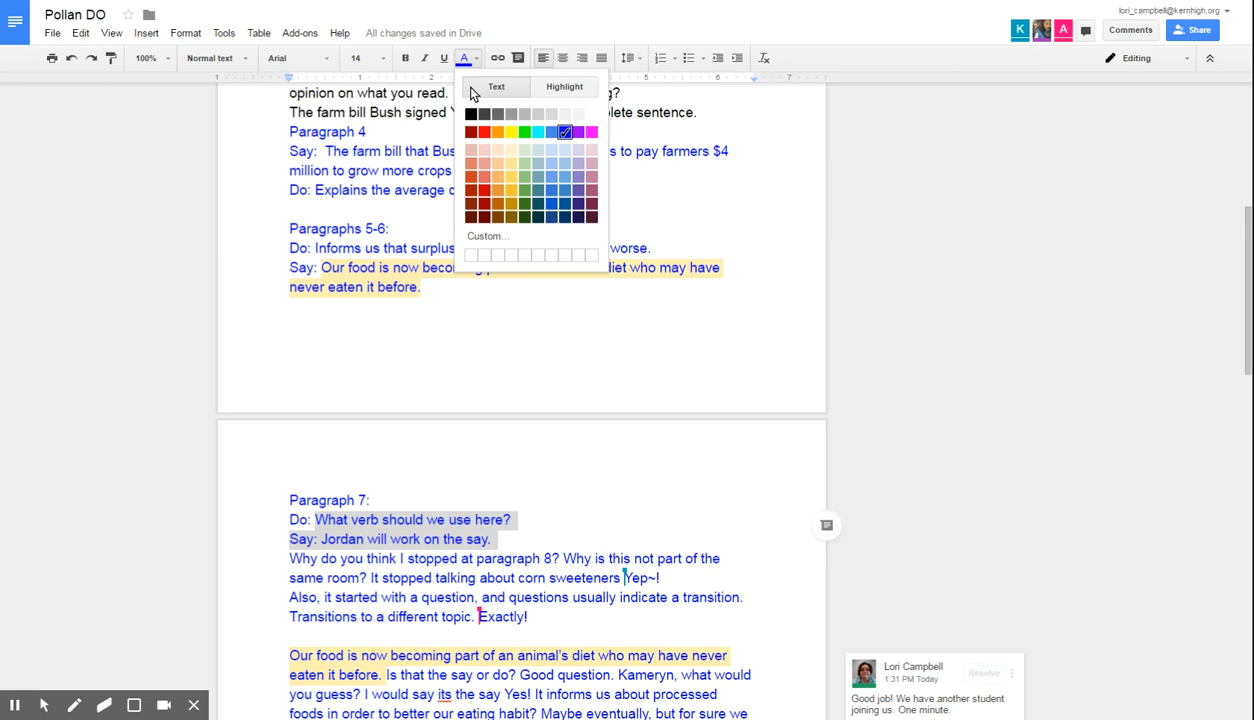 Pollan DO
lori_campbell@kernhigh.org
File Edit View Insert Format Tools Table Add-ons Help All changes saved in Drive
K A Comments Share
100% Normal text Arial 14 B I U A Editing
1 1 2 6 7
Text Highlight
Custom...
opinion on what you read. g?
The farm bill Bush signed lete sentence.
Paragraph 4
Say: The farm bill that Bus s to pay farmers $4
million to grow more crops
Do: Explains the average c
Paragraphs 5-6:
Do: Informs us that surplus worse.
Say: Our food is now beco diet who may have
never eaten it before.
Paragraph 7:
Do: What verb should we use here?
Say: Jordan will work on the say.
Why do you think I stopped at paragraph 8? Why is this not part of the
same room? It stopped talking about corn sweeteners Yep~!
Also, it started with a question, and questions usually indicate a transition.
Transitions to a different topic. Exactly!
Our food is now becoming part of an animal's diet who may have never
eaten it before. Is that the say or do? Good question. Kameryn, what would
you guess? I would say its the say Yes! It informs us about processed
foods in order to better our eating habit? Maybe eventually, but for sure we
Lori Campbell
1:31 PM Today
Resolve
Good job! We have another student
joining us. One minute.